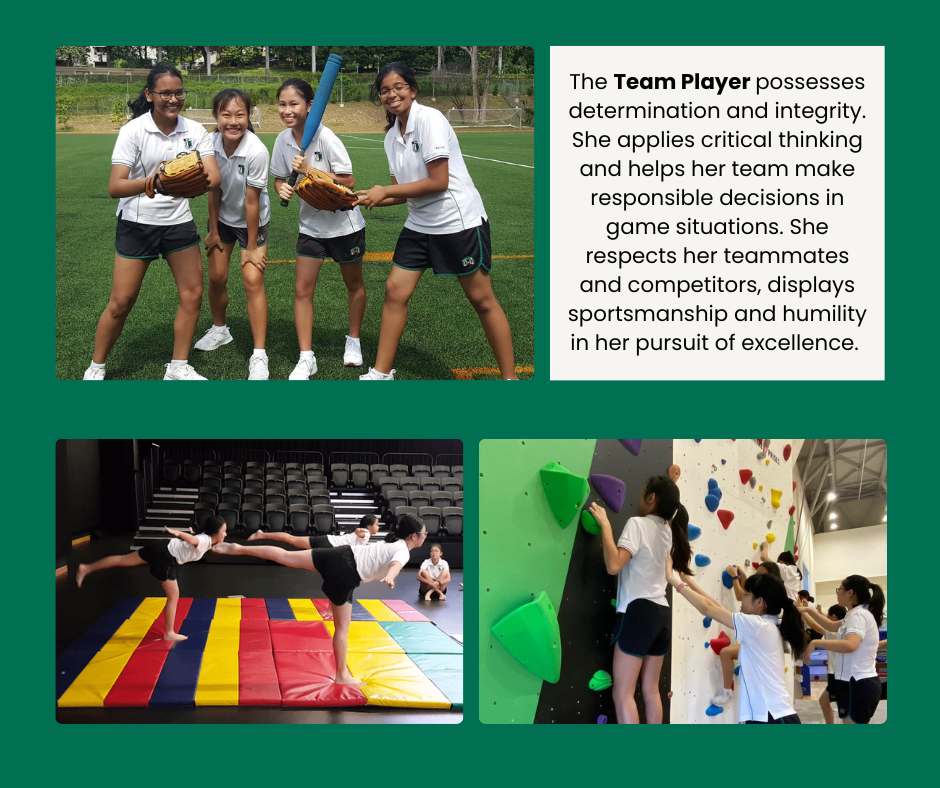 The Team Player possesses
determination and integrity.
She applies critical thinking
and helps her team make
responsible decisions in
game situations. She
respects her teammates
and competitors, displays
sportsmanship and humility
in her pursuit of excellence.